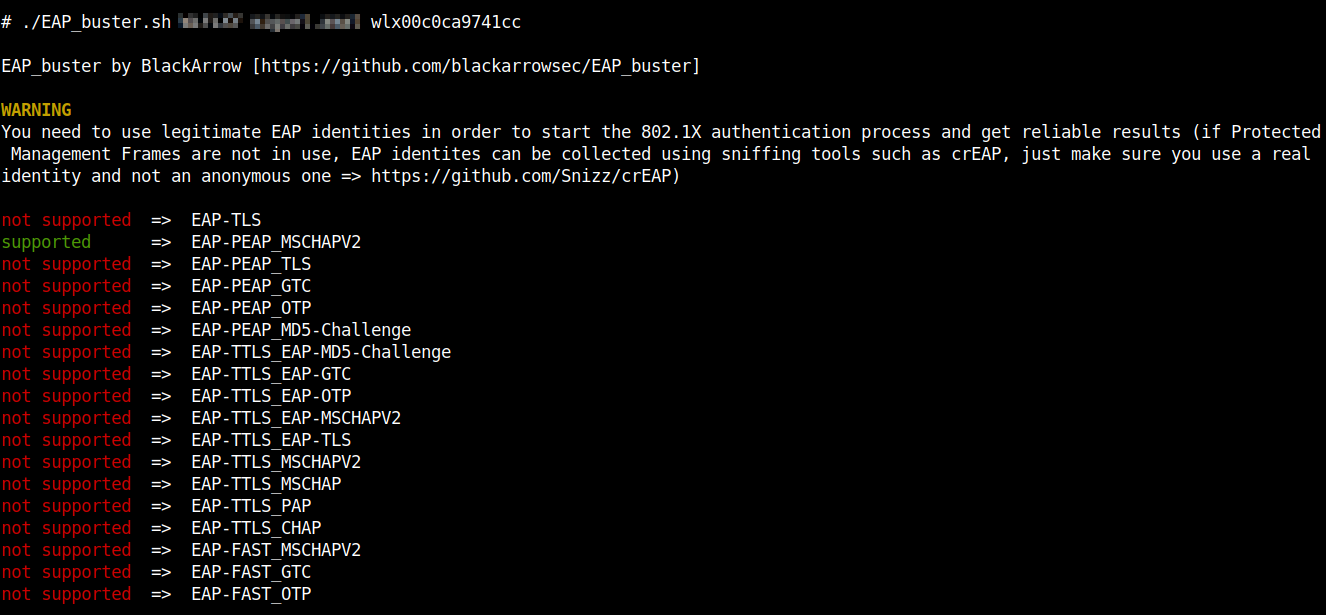 # ./EAP_buster.sh wlx00c0ca9741cc
EAP_buster by BlackArrow [https://github.com/blackarrowsec/EAP_buster]
WARNING
You need to use legitimate EAP identities in order to start the 802.1X authentication process and get reliable results (if Protected
Management Frames are not in use, EAP identites can be collected using sniffing tools such as crEAP, just make sure you use a real
identity and not an anonymous one => https://github.com/Snizz/crEAP)
not supported => EAP-TLS
supported => EAP-PEAP_MSCHAPV2
not supported => EAP-PEAP_TLS
not supported => EAP-PEAP_GTC
not supported => EAP-PEAP_OTP
not supported => EAP-PEAP_MD5-Challenge
not supported => EAP-TTLS_EAP-MD5-Challenge
not supported => EAP-TTLS_EAP-GTC
not supported => EAP-TTLS_EAP-OTP
not supported => EAP-TTLS_EAP-MSCHAPV2
not supported => EAP-TTLS_EAP-TLS
not supported => EAP-TTLS_MSCHAPV2
not supported => EAP-TTLS_MSCHAP
not supported => EAP-TTLS_PAP
not supported => EAP-TTLS_CHAP
not supported => EAP-FAST_MSCHAPV2
not supported => EAP-FAST_GTC
not supported => EAP-FAST_OTP